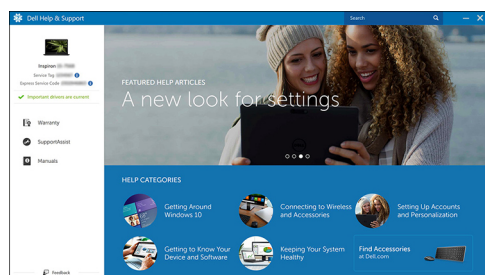 Dell Help & Support
Search
Inspiron
Service Tag
Express Service Code
Important drivers are current
Warranty
SupportAssist
Manuals
Feedback
FEATURED HELP ARTICLES
A new look for settings
HELP CATEGORIES
Getting Around
Windows 10
Connecting to Wireless
and Accessories
Setting Up Accounts
and Personalization
Getting to Know Your
Device and Software
Keeping Your System
Healthy
Find Accessories
at Dell.com